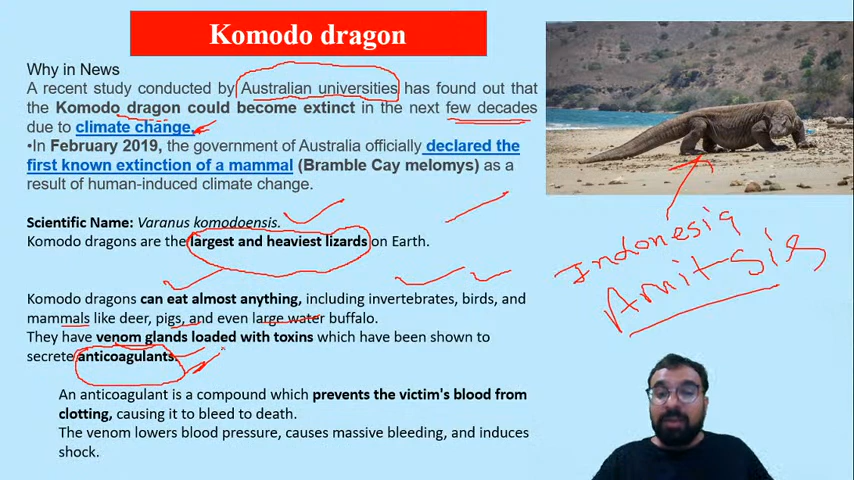 Komodo dragon
Why in News
A recent study conducted by Australian universities has found out that
the Komodo dragon could become extinct in the next few decades
due to climate change.
•In February 2019, the government of Australia officially declared the
first known extinction of a mammal (Bramble Cay melomys) as a
result of human-induced climate change.
Scientific Name: Varanus komodoensis.
Komodo dragons are the largest and heaviest lizards on Earth.
Indonesia
Amit Sir
Komodo dragons can eat almost anything, including invertebrates, birds, and
mammals like deer, pigs, and even large water buffalo.
They have venom glands loaded with toxins which have been shown to
secrete anticoagulants.
An anticoagulant is a compound which prevents the victim's blood from
clotting, causing it to bleed to death.
The venom lowers blood pressure, causes massive bleeding, and induces
shock.